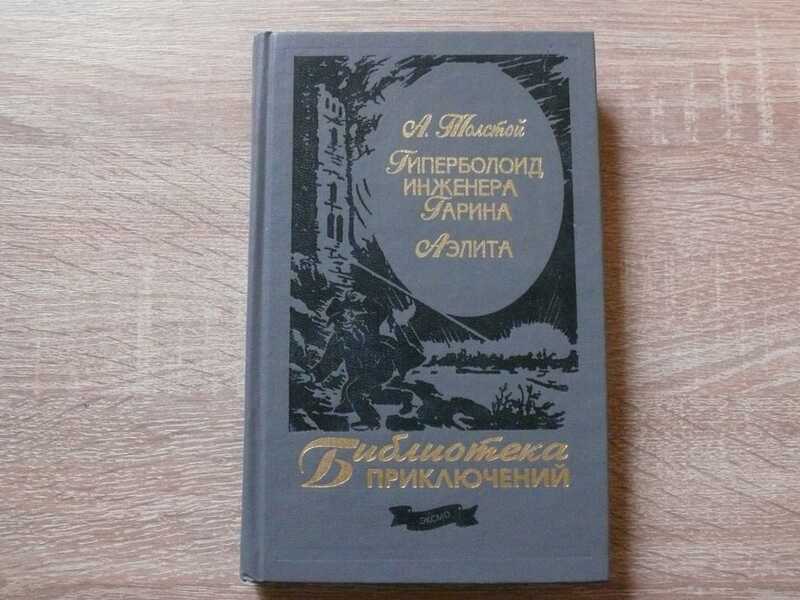 А. Толстой
Гиперболоид
инженера
Гарина
Аэлита
Библиотека
приключений
ЭКСМО